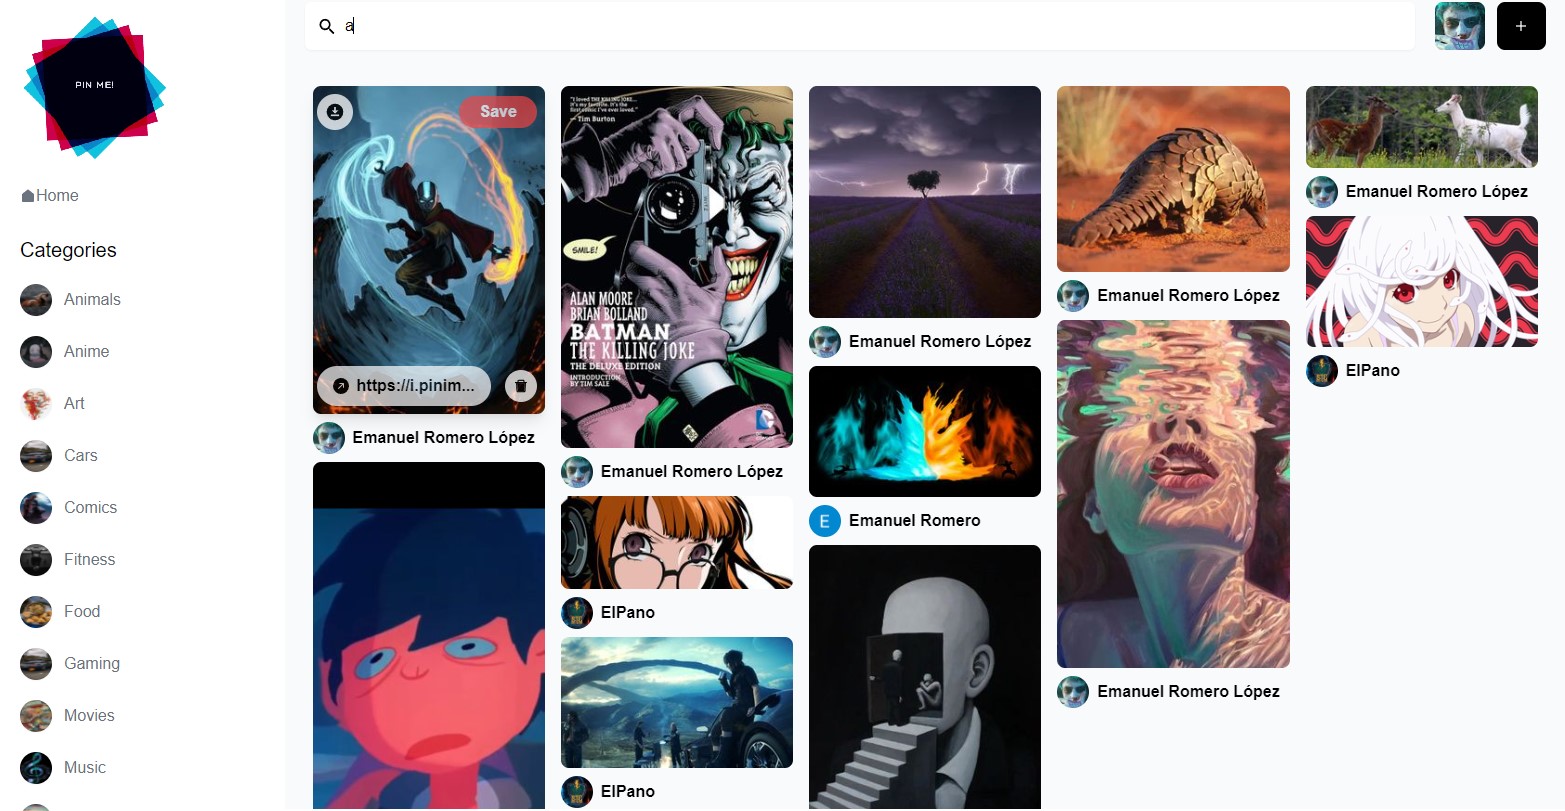 PIN ME!
Home
Categories
Animals
Anime
Art
Cars
Comics
Fitness
Food
Gaming
Movies
Music
a
+
Save
https://i.pinim...
Emanuel Romero López
"I loved THE KILLING JOKE...
It's my favorite. It's the
first comic I've ever loved."
— Tim Burton
SMILE!
ALAN MOORE
BRIAN BOLLAND
BATMAN
THE KILLING JOKE
THE DELUXE EDITION
INTRODUCTION
BY TIM SALE
Emanuel Romero López
ElPano
ElPano
Emanuel Romero López
E
Emanuel Romero
Emanuel Romero López
Emanuel Romero López
Emanuel Romero López
ElPano